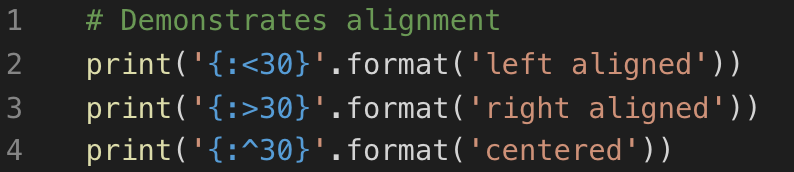 1 # Demonstrates alignment
2 print('{:<30}'.format('left aligned'))
3 print('{:>30}'.format('right aligned'))
4 print('{:^30}'.format('centered'))